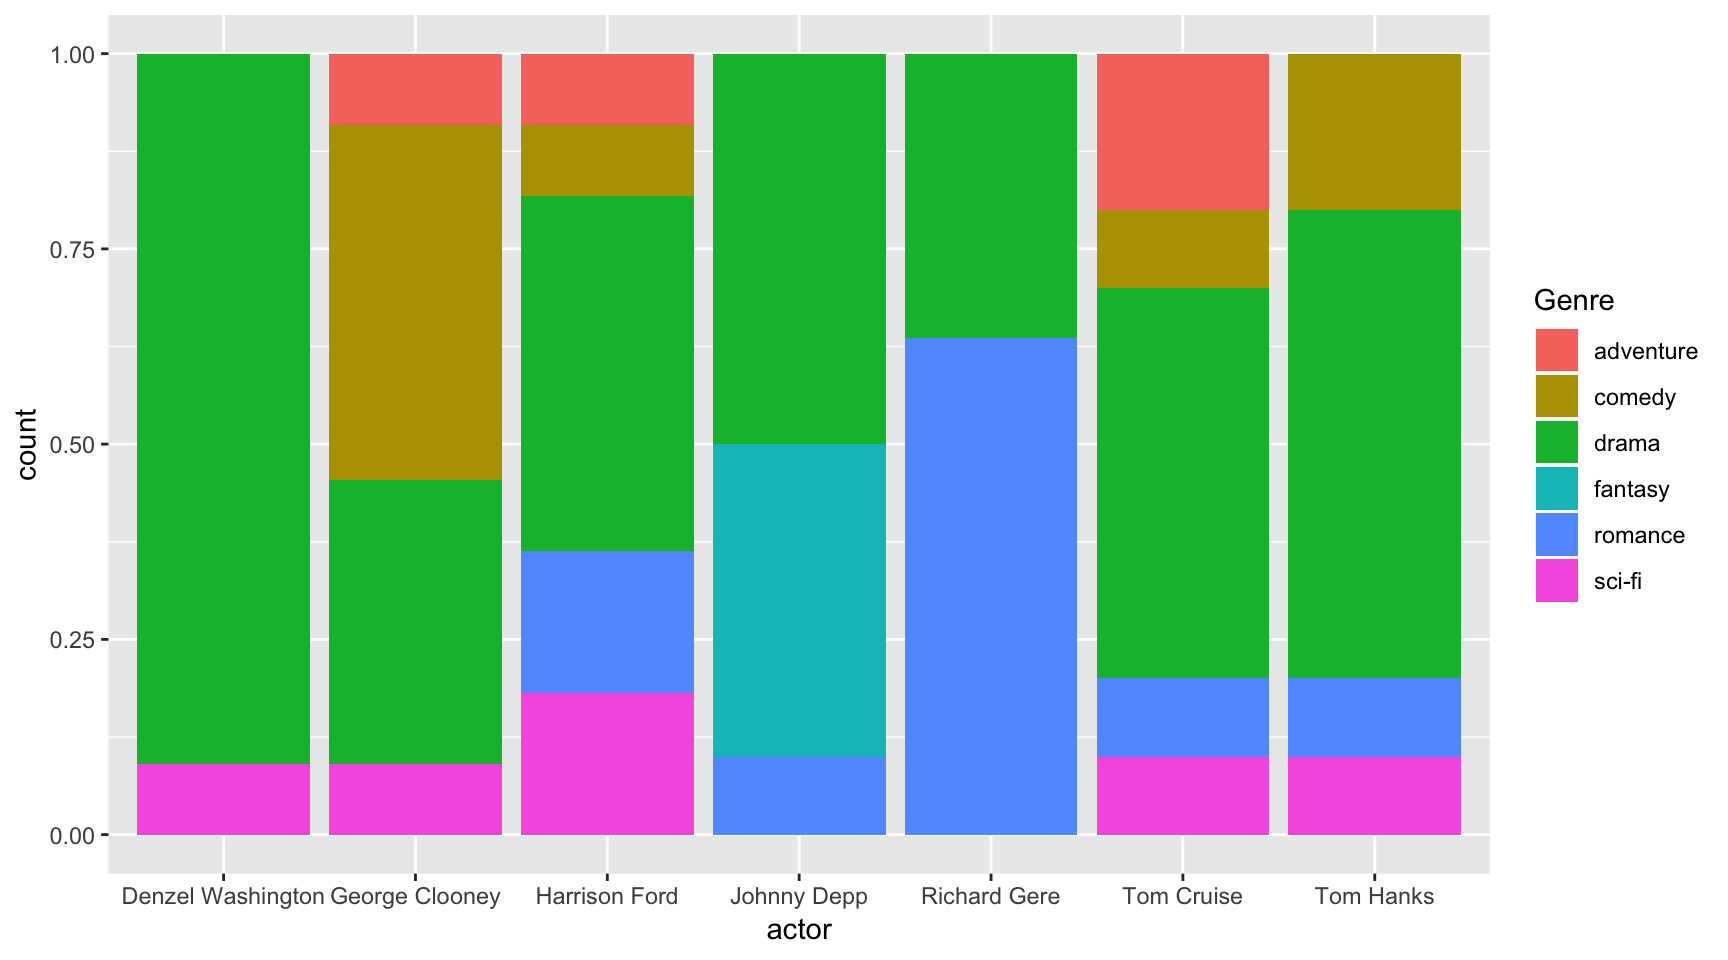 1.00
0.75
0.50
0.25
0.00
count
Denzel Washington George Clooney Harrison Ford Johnny Depp Richard Gere Tom Cruise Tom Hanks
actor
Genre
adventure
comedy
drama
fantasy
romance
sci-fi